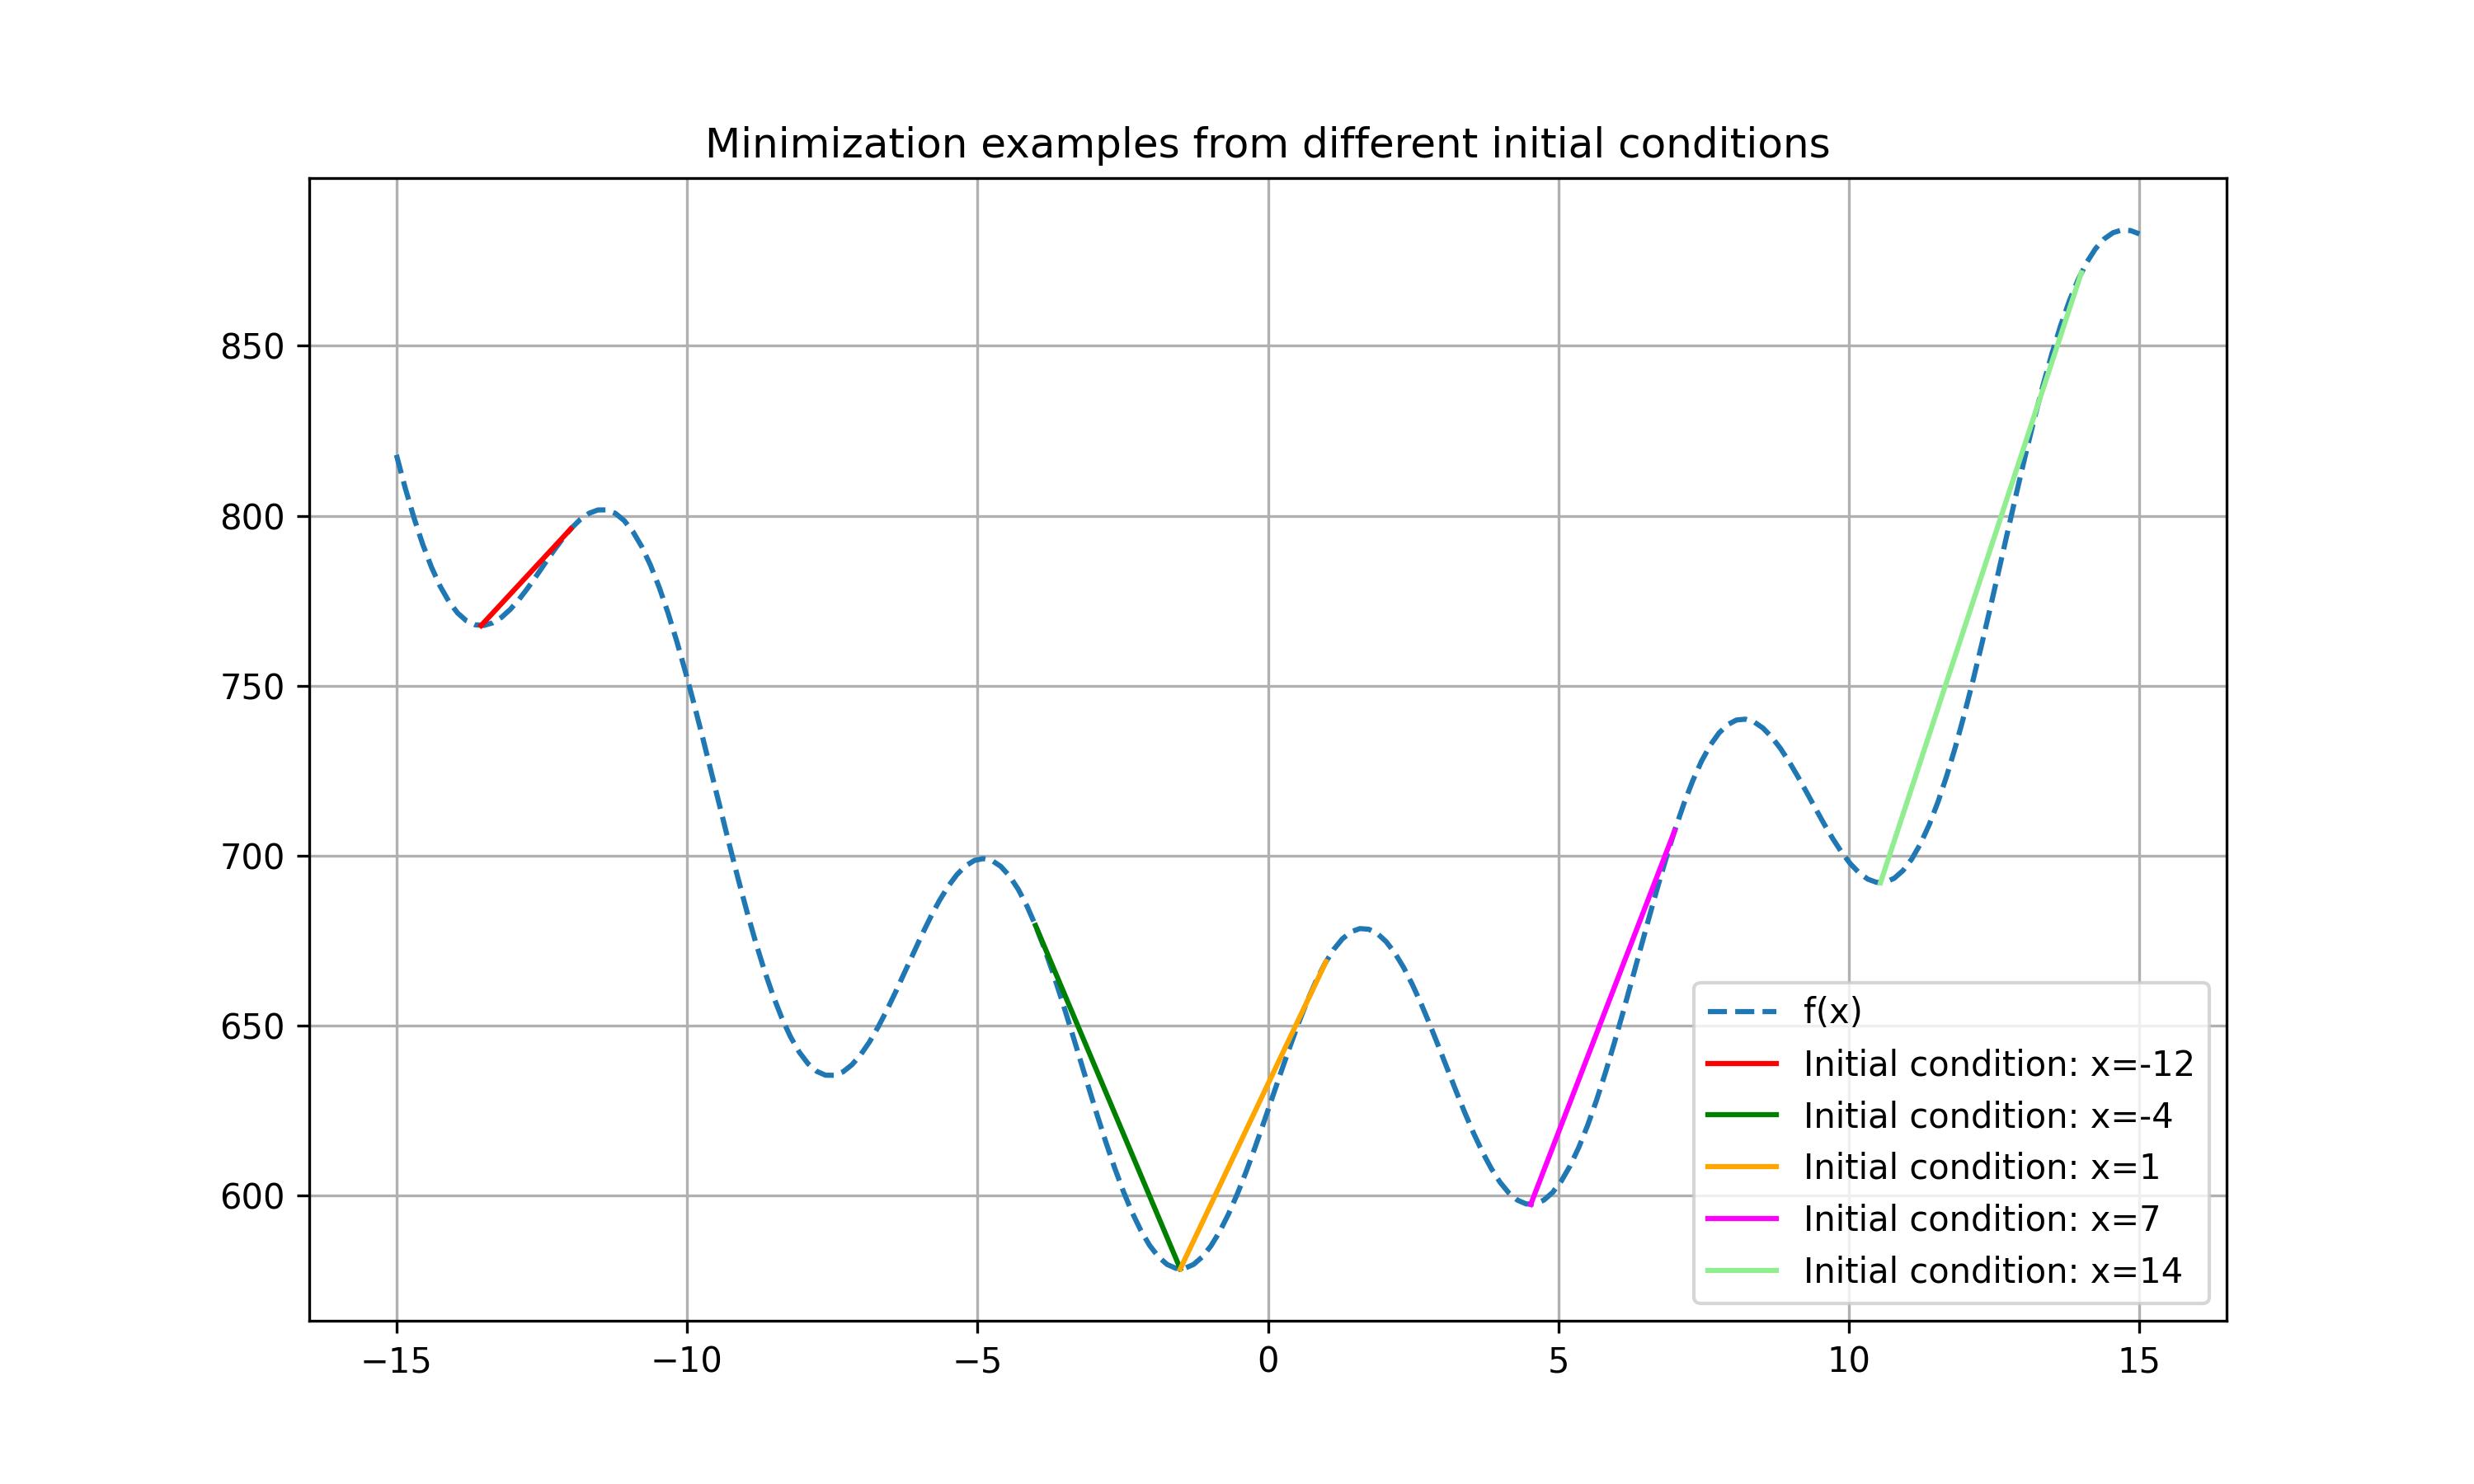 Minimization examples from different initial conditions
850
800
750
700
650
600
−15
−10
−5
0
5
10
15
f(x)
Initial condition: x=-12
Initial condition: x=-4
Initial condition: x=1
Initial condition: x=7
Initial condition: x=14